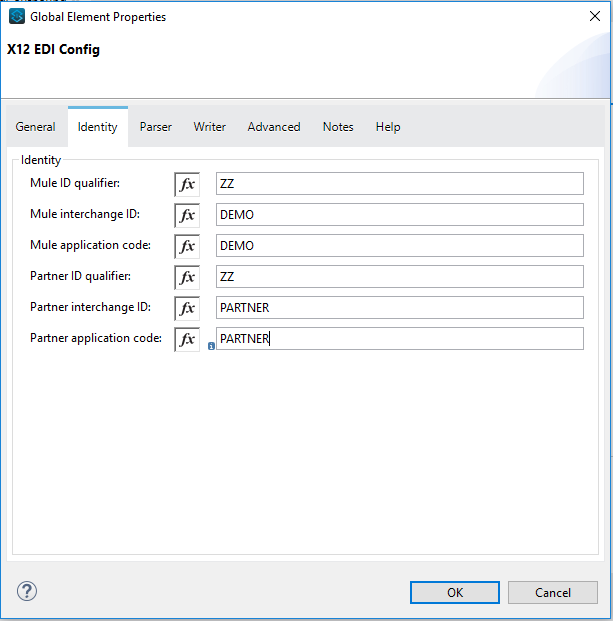 Global Element Properties
X12 EDI Config
General Identity Parser Writer Advanced Notes Help
Identity
Mule ID qualifier: fx ZZ
Mule interchange ID: fx DEMO
Mule application code: fx DEMO
Partner ID qualifier: fx ZZ
Partner interchange ID: fx PARTNER
Partner application code: fx PARTNER
? OK Cancel